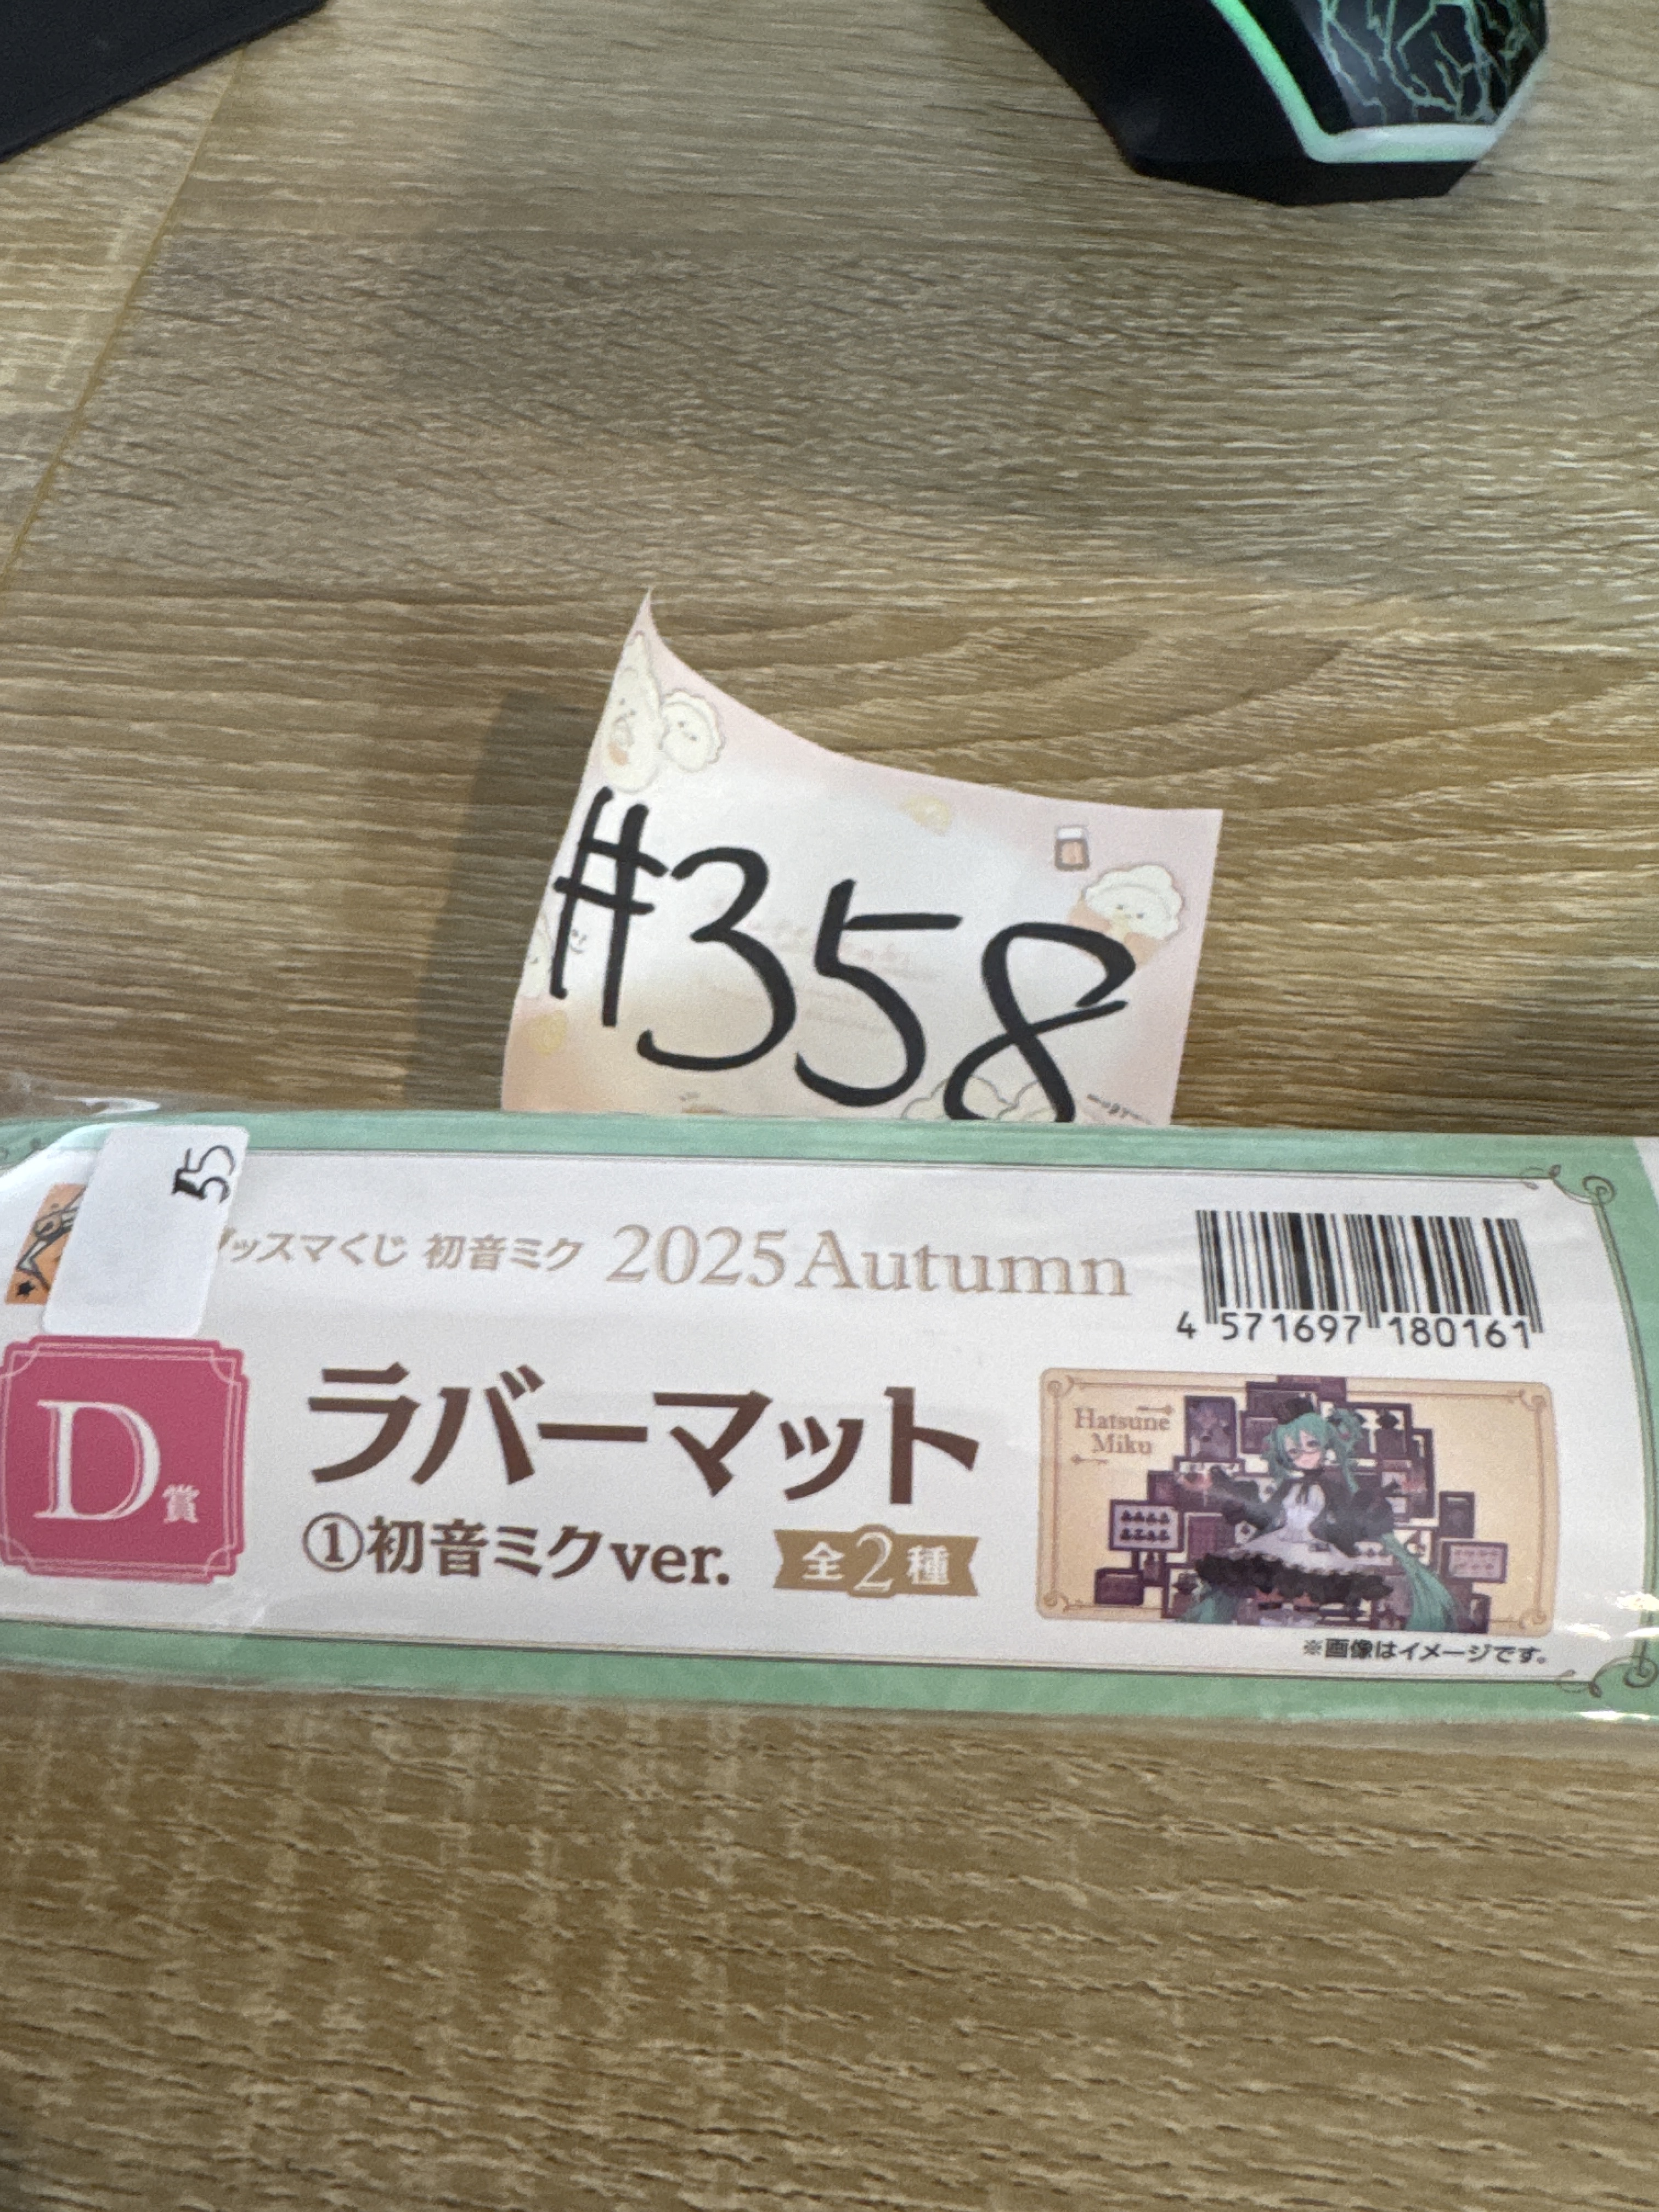 #358
55
グッスマくじ 初音ミク 2025 Autumn
4 571697 180161
D賞
ラバーマット
①初音ミクver.
全2種
Hatsune
Miku
※画像はイメージです。